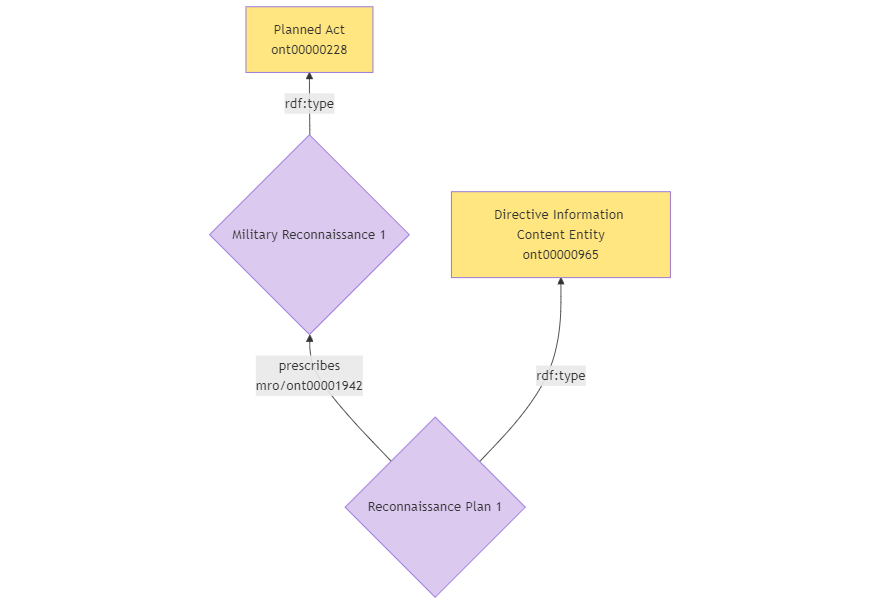 Planned Act
ont00000228
rdf:type
Military Reconnaissance 1
Directive Information
Content Entity
ont00000965
prescribes
mro/ont00001942
rdf:type
Reconnaissance Plan 1